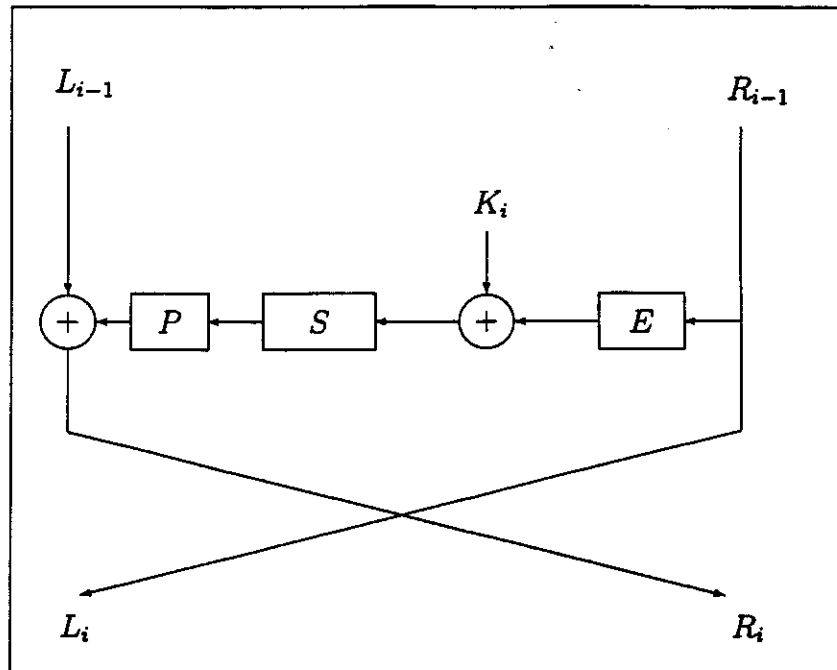 L_{i-1} R_{i-1}
K_i
+ P S + E
L_i R_i